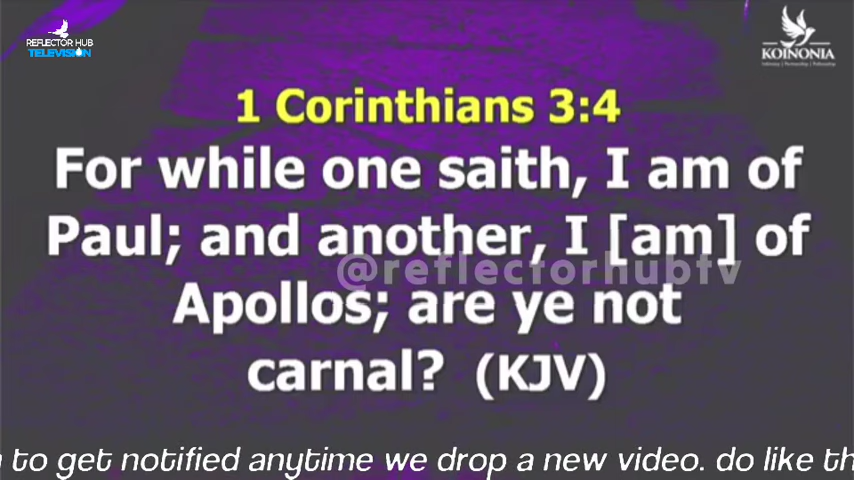 REFLECTOR HUB
TELEVISION
KOINONIA
1 Corinthians 3:4
For while one saith, I am of
Paul; and another, I [am] of
@reflectorhubtv
Apollos; are ye not
carnal? (KJV)
to get notified anytime we drop a new video. do like